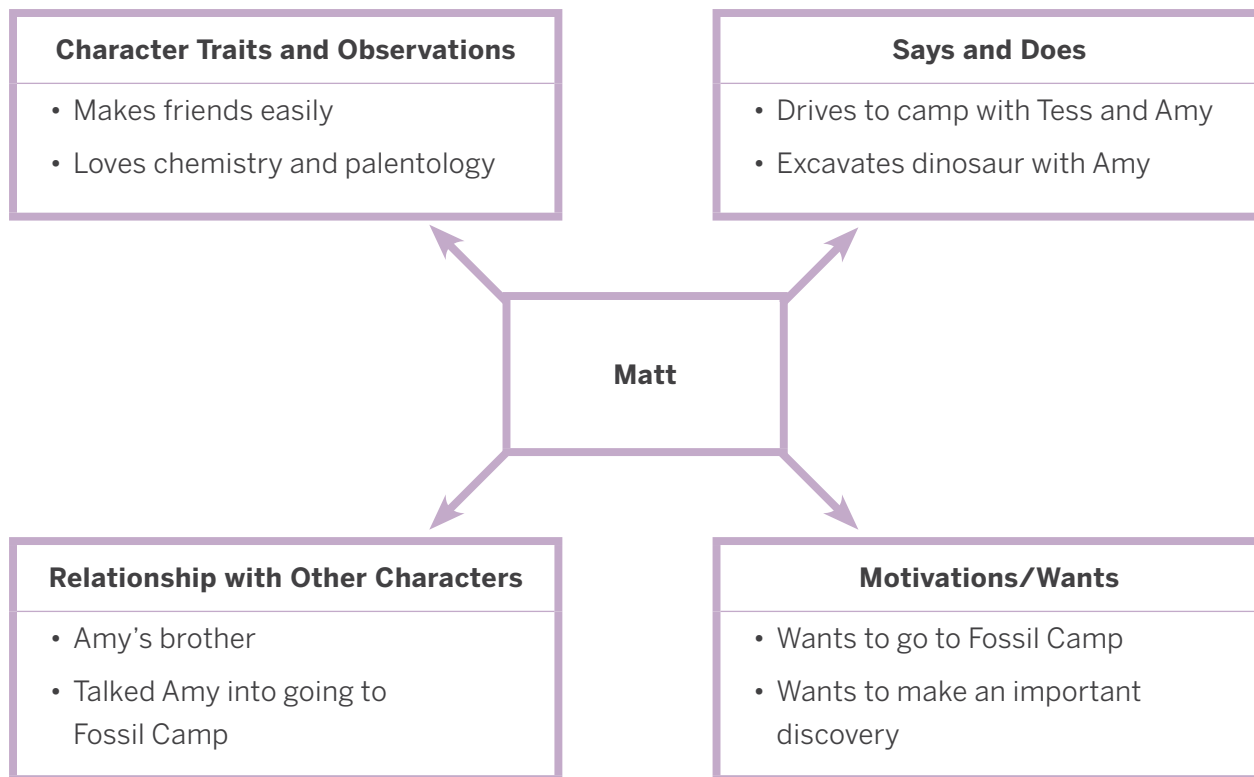 Character Traits and Observations
• Makes friends easily
• Loves chemistry and palentology
Says and Does
• Drives to camp with Tess and Amy
• Excavates dinosaur with Amy
Matt
Relationship with Other Characters
• Amy’s brother
• Talked Amy into going to
Fossil Camp
Motivations/Wants
• Wants to go to Fossil Camp
• Wants to make an important
discovery